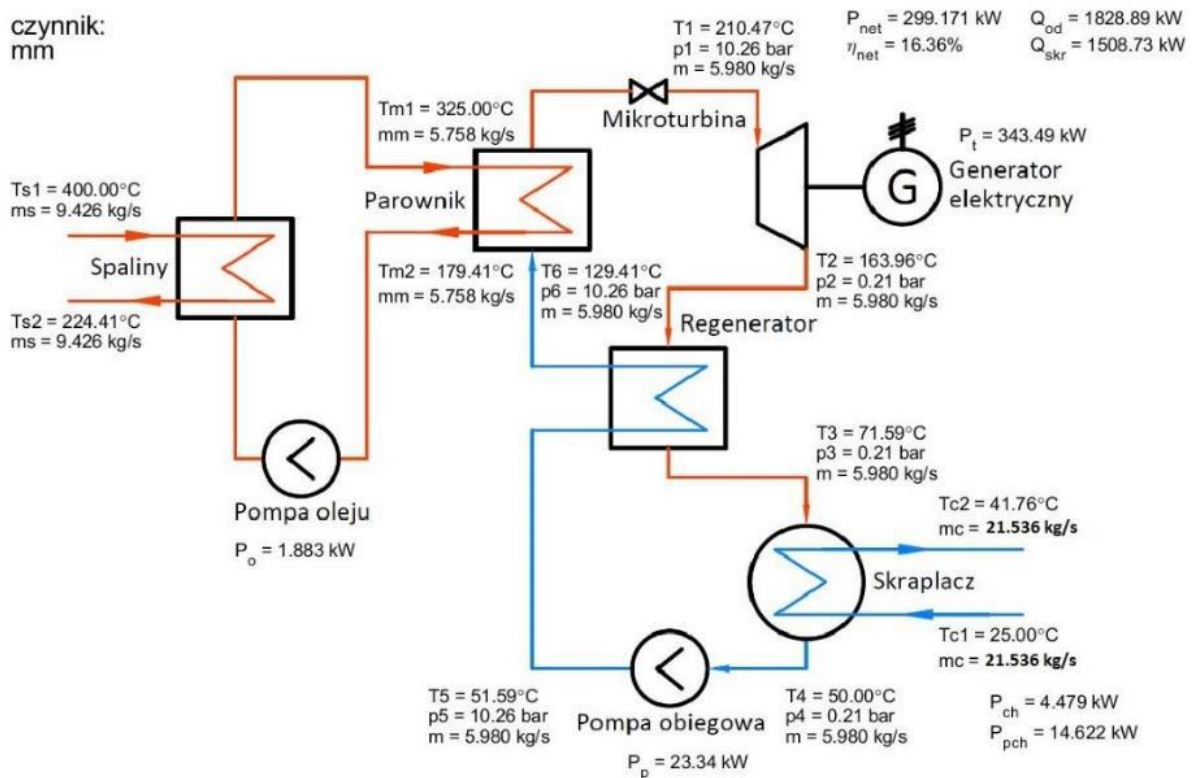 czynnik:
mm
T1 = 210.47°C
p1 = 10.26 bar
m = 5.980 kg/s
P_net = 299.171 kW
η_net = 16.36%
Q_od = 1828.89 kW
Q_skr = 1508.73 kW
Tm1 = 325.00°C
mm = 5.758 kg/s
Mikroturbina
P_t = 343.49 kW
G
Generator
elektryczny
Ts1 = 400.00°C
ms = 9.426 kg/s
Parownik
Spaliny
Ts2 = 224.41°C
ms = 9.426 kg/s
Tm2 = 179.41°C
mm = 5.758 kg/s
T6 = 129.41°C
p6 = 10.26 bar
m = 5.980 kg/s
T2 = 163.96°C
p2 = 0.21 bar
m = 5.980 kg/s
Regenerator
T3 = 71.59°C
p3 = 0.21 bar
m = 5.980 kg/s
Pompa oleju
P_o = 1.883 kW
Tc2 = 41.76°C
mc = 21.536 kg/s
Skraplacz
Tc1 = 25.00°C
mc = 21.536 kg/s
T5 = 51.59°C
p5 = 10.26 bar
m = 5.980 kg/s
Pompa obiegowa
P_p = 23.34 kW
T4 = 50.00°C
p4 = 0.21 bar
m = 5.980 kg/s
P_ch = 4.479 kW
P_pch = 14.622 kW